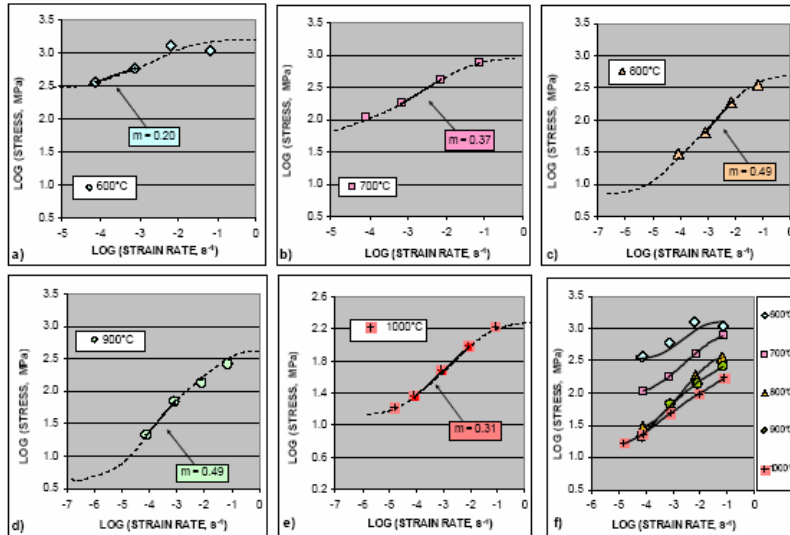 3.5
3.0
2.5
2.0
1.5
1.0
0.5
LOG (STRESS, MPa)
m = 0.20
600°C
-5 -4 -3 -2 -1 0
LOG (STRAIN RATE, s⁻¹)
a)
3.5
3.0
2.5
2.0
1.5
1.0
0.5
LOG (STRESS, MPa)
m = 0.37
700°C
-5 -4 -3 -2 -1 0
LOG (STRAIN RATE, s⁻¹)
b)
3.5
3.0
2.5
2.0
1.5
1.0
0.5
LOG (STRESS, MPa)
800°C
m = 0.49
-7 -6 -5 -4 -3 -2 -1 0
LOG (STRAIN RATE, s⁻¹)
c)
3.5
3.0
2.5
2.0
1.5
1.0
0.5
LOG (STRESS, MPa)
900°C
m = 0.49
-7 -6 -5 -4 -3 -2 -1 0
LOG (STRAIN RATE, s⁻¹)
d)
2.6
2.2
1.8
1.4
1.0
0.6
0.2
LOG (STRESS, MPa)
1000°C
m = 0.31
-7 -6 -5 -4 -3 -2 -1 0
LOG (STRAIN RATE, s⁻¹)
e)
3.5
3.0
2.5
2.0
1.5
1.0
0.5
LOG (STRESS, MPa)
-5 -4 -3 -2 -1 0
LOG (STRAIN RATE, s⁻¹)
f)
600°C
700°C
800°C
900°C
1000°C